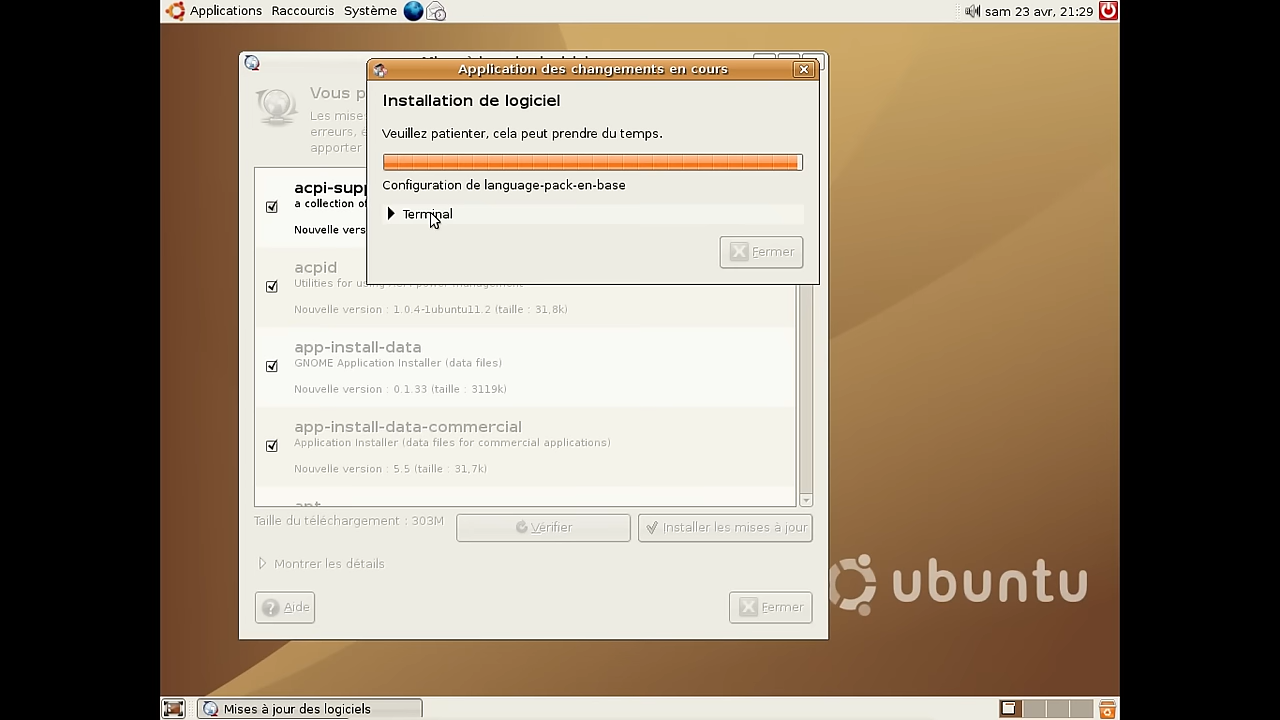 Applications Raccourcis Système
sam 23 avr, 21:29
Application des changements en cours
Installation de logiciel
Veuillez patienter, cela peut prendre du temps.
Configuration de language-pack-en-base
Terminal
Fermer
Vous p
Les mise
erreurs, e
apporter
acpi-supp
a collection of
Nouvelle vers
acpid
Utilities for using ACPI power management
Nouvelle version : 1.0.4-1ubuntu11.2 (taille : 31,8k)
app-install-data
GNOME Application Installer (data files)
Nouvelle version : 0.1.33 (taille : 3119k)
app-install-data-commercial
Application Installer (data files for commercial applications)
Nouvelle version : 5.5 (taille : 31,7k)
Taille du téléchargement : 303M
Vérifier
Installer les mises à jour
Montrer les détails
Aide
Fermer
ubuntu
Mises à jour des logiciels